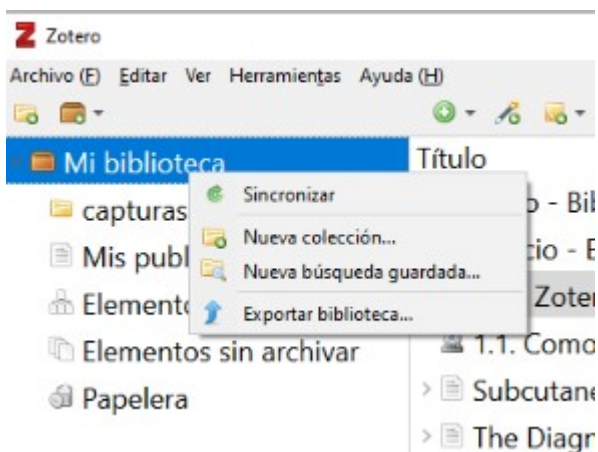 Zotero
Archivo (F) Editar Ver Herramientas Ayuda (H)
Mi biblioteca
Título
Sincronizar
capturas
Nueva colección...
Mis publ
Nueva búsqueda guardada...
Elemento
Exportar biblioteca...
Elementos sin archivar
1.1. Como
Papelera
Subcutane
The Diagn